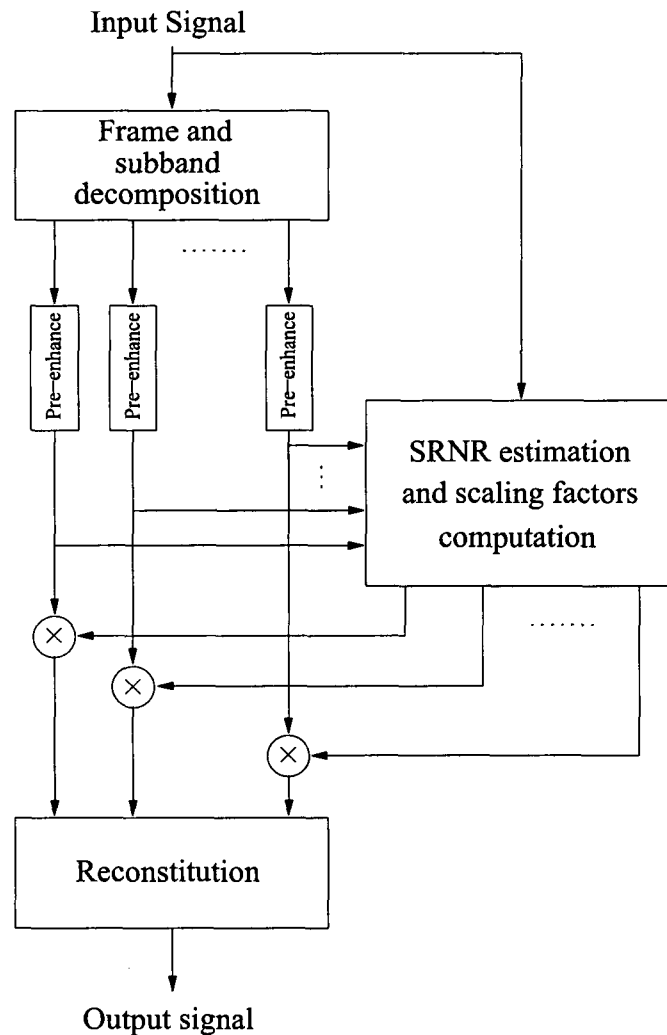 Input Signal
Frame and
subband
decomposition
........
Pre-enhance
Pre-enhance
Pre-enhance
SRNR estimation
and scaling factors
computation
........
Reconstitution
Output signal